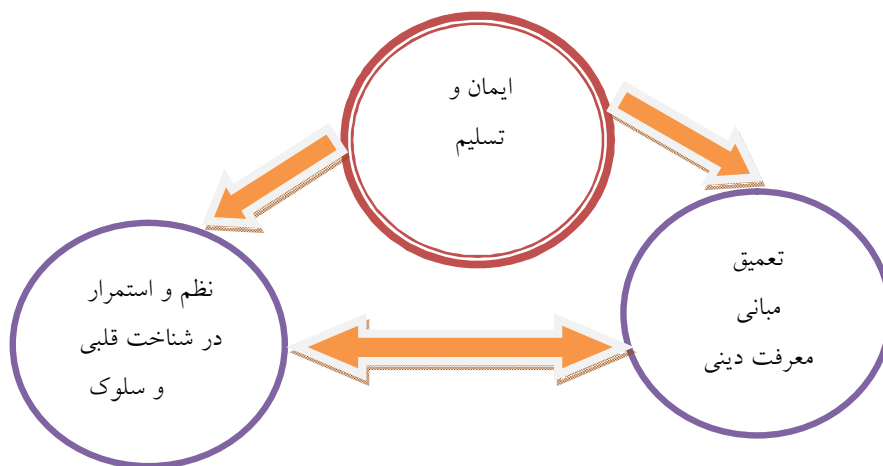 ایمان و
تسلیم
تعمیق
مبانی
معرفت دینی
نظم و استمرار
در شناخت قلبی
و سلوک